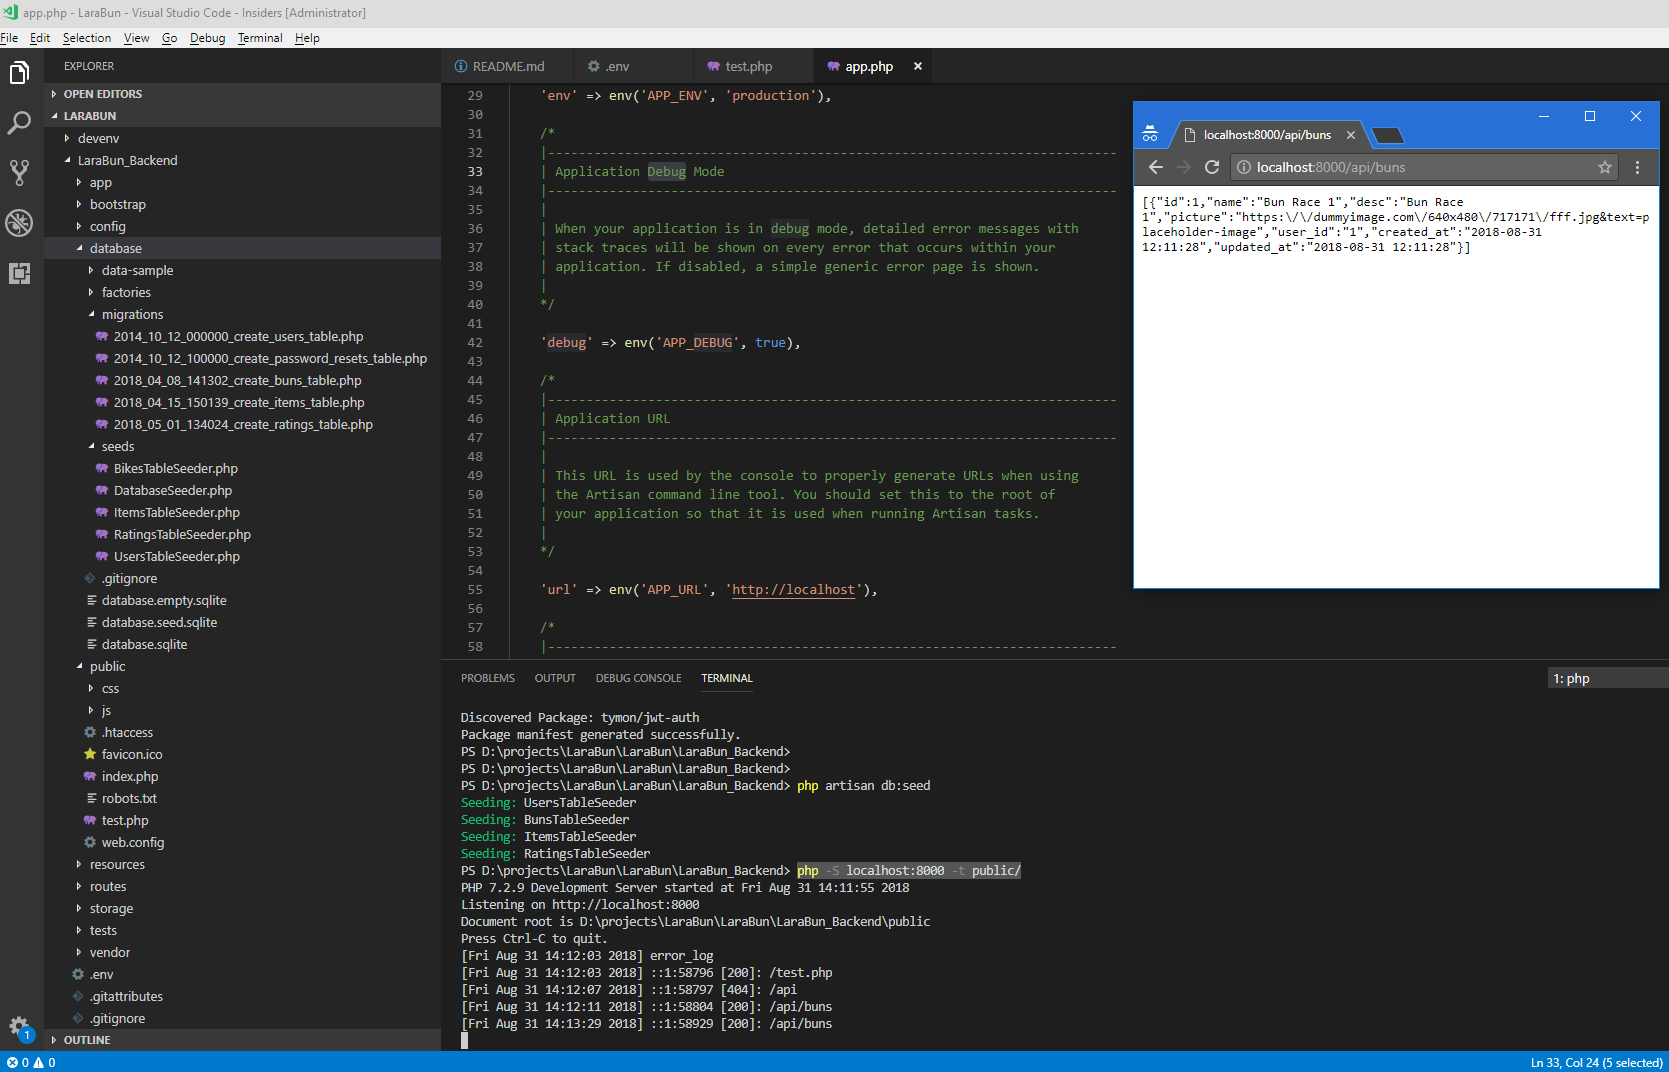 app.php - LaraBun - Visual Studio Code - Insiders [Administrator]
File Edit Selection View Go Debug Terminal Help
EXPLORER
OPEN EDITORS
LARABUN
devenv
LaraBun_Backend
app
bootstrap
config
database
data-sample
factories
migrations
2014_10_12_000000_create_users_table.php
2014_10_12_100000_create_password_resets_table.php
2018_04_08_141302_create_buns_table.php
2018_04_15_150139_create_items_table.php
2018_05_01_134024_create_ratings_table.php
seeds
BikesTableSeeder.php
DatabaseSeeder.php
ItemsTableSeeder.php
RatingsTableSeeder.php
UsersTableSeeder.php
.gitignore
database.empty.sqlite
database.seed.sqlite
database.sqlite
public
css
js
.htaccess
favicon.ico
index.php
robots.txt
test.php
web.config
resources
routes
storage
tests
vendor
.env
.gitattributes
.gitignore
OUTLINE
1
README.md .env test.php app.php
29 'env' => env('APP_ENV', 'production'),
30
31 /*
32 |--------------------------------------------------------------------------
33 | Application Debug Mode
34 |--------------------------------------------------------------------------
35 |
36 | When your application is in debug mode, detailed error messages with
37 | stack traces will be shown on every error that occurs within your
38 | application. If disabled, a simple generic error page is shown.
39 |
40 */
41
42 'debug' => env('APP_DEBUG', true),
43
44 /*
45 |--------------------------------------------------------------------------
46 | Application URL
47 |--------------------------------------------------------------------------
48 |
49 | This URL is used by the console to properly generate URLs when using
50 | the Artisan command line tool. You should set this to the root of
51 | your application so that it is used when running Artisan tasks.
52 |
53 */
54
55 'url' => env('APP_URL', 'http://localhost'),
56
57 /*
58 |--------------------------------------------------------------------------
localhost:8000/api/buns
localhost:8000/api/buns
[{"id":1,"name":"Bun Race 1","desc":"Bun Race
1","picture":"https:\/\/dummyimage.com\/640x480\/717171\/fff.jpg&text=p
laceholder-image","user_id":"1","created_at":"2018-08-31
12:11:28","updated_at":"2018-08-31 12:11:28"}]
PROBLEMS OUTPUT DEBUG CONSOLE TERMINAL 1: php
Discovered Package: tymon/jwt-auth
Package manifest generated successfully.
PS D:\projects\LaraBun\LaraBun\LaraBun_Backend>
PS D:\projects\LaraBun\LaraBun\LaraBun_Backend>
PS D:\projects\LaraBun\LaraBun\LaraBun_Backend> php artisan db:seed
Seeding: UsersTableSeeder
Seeding: BunsTableSeeder
Seeding: ItemsTableSeeder
Seeding: RatingsTableSeeder
PS D:\projects\LaraBun\LaraBun\LaraBun_Backend> php -S localhost:8000 -t public/
PHP 7.2.9 Development Server started at Fri Aug 31 14:11:55 2018
Listening on http://localhost:8000
Document root is D:\projects\LaraBun\LaraBun\LaraBun_Backend\public
Press Ctrl-C to quit.
[Fri Aug 31 14:12:03 2018] error_log
[Fri Aug 31 14:12:03 2018] ::1:58796 [200]: /test.php
[Fri Aug 31 14:12:07 2018] ::1:58797 [404]: /api
[Fri Aug 31 14:12:11 2018] ::1:58804 [200]: /api/buns
[Fri Aug 31 14:13:29 2018] ::1:58929 [200]: /api/buns
0 0 Ln 33, Col 24 (5 selected)